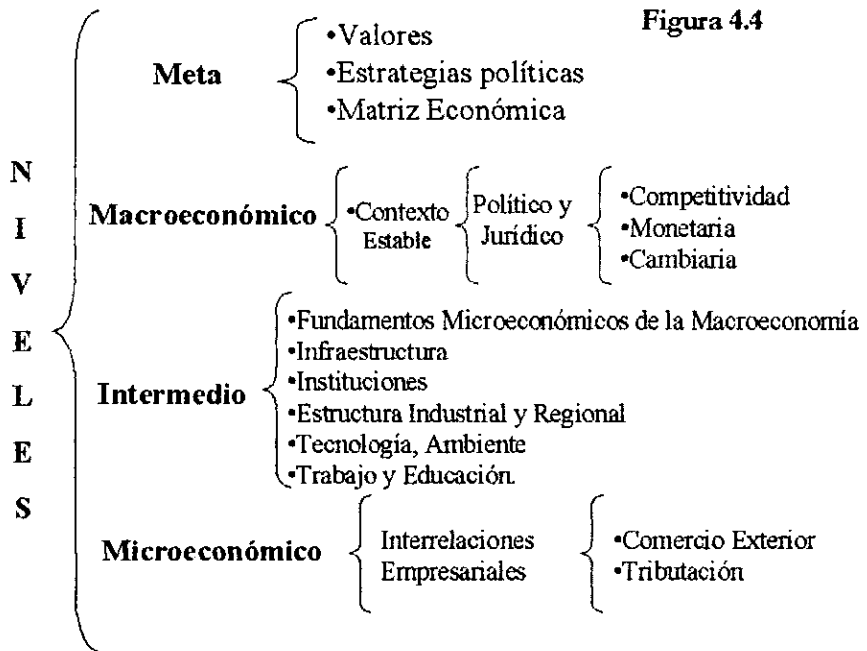 Figura 4.4
NIVELES
Meta
•Valores
•Estrategias políticas
•Matriz Económica
Macroeconómico
•Contexto
Estable
Político y
Jurídico
•Competitividad
•Monetaria
•Cambiaria
Intermedio
•Fundamentos Microeconómicos de la Macroeconomía
•Infraestructura
•Instituciones
•Estructura Industrial y Regional
•Tecnología, Ambiente
•Trabajo y Educación.
Microeconómico
Interrelaciones
Empresariales
•Comercio Exterior
•Tributación